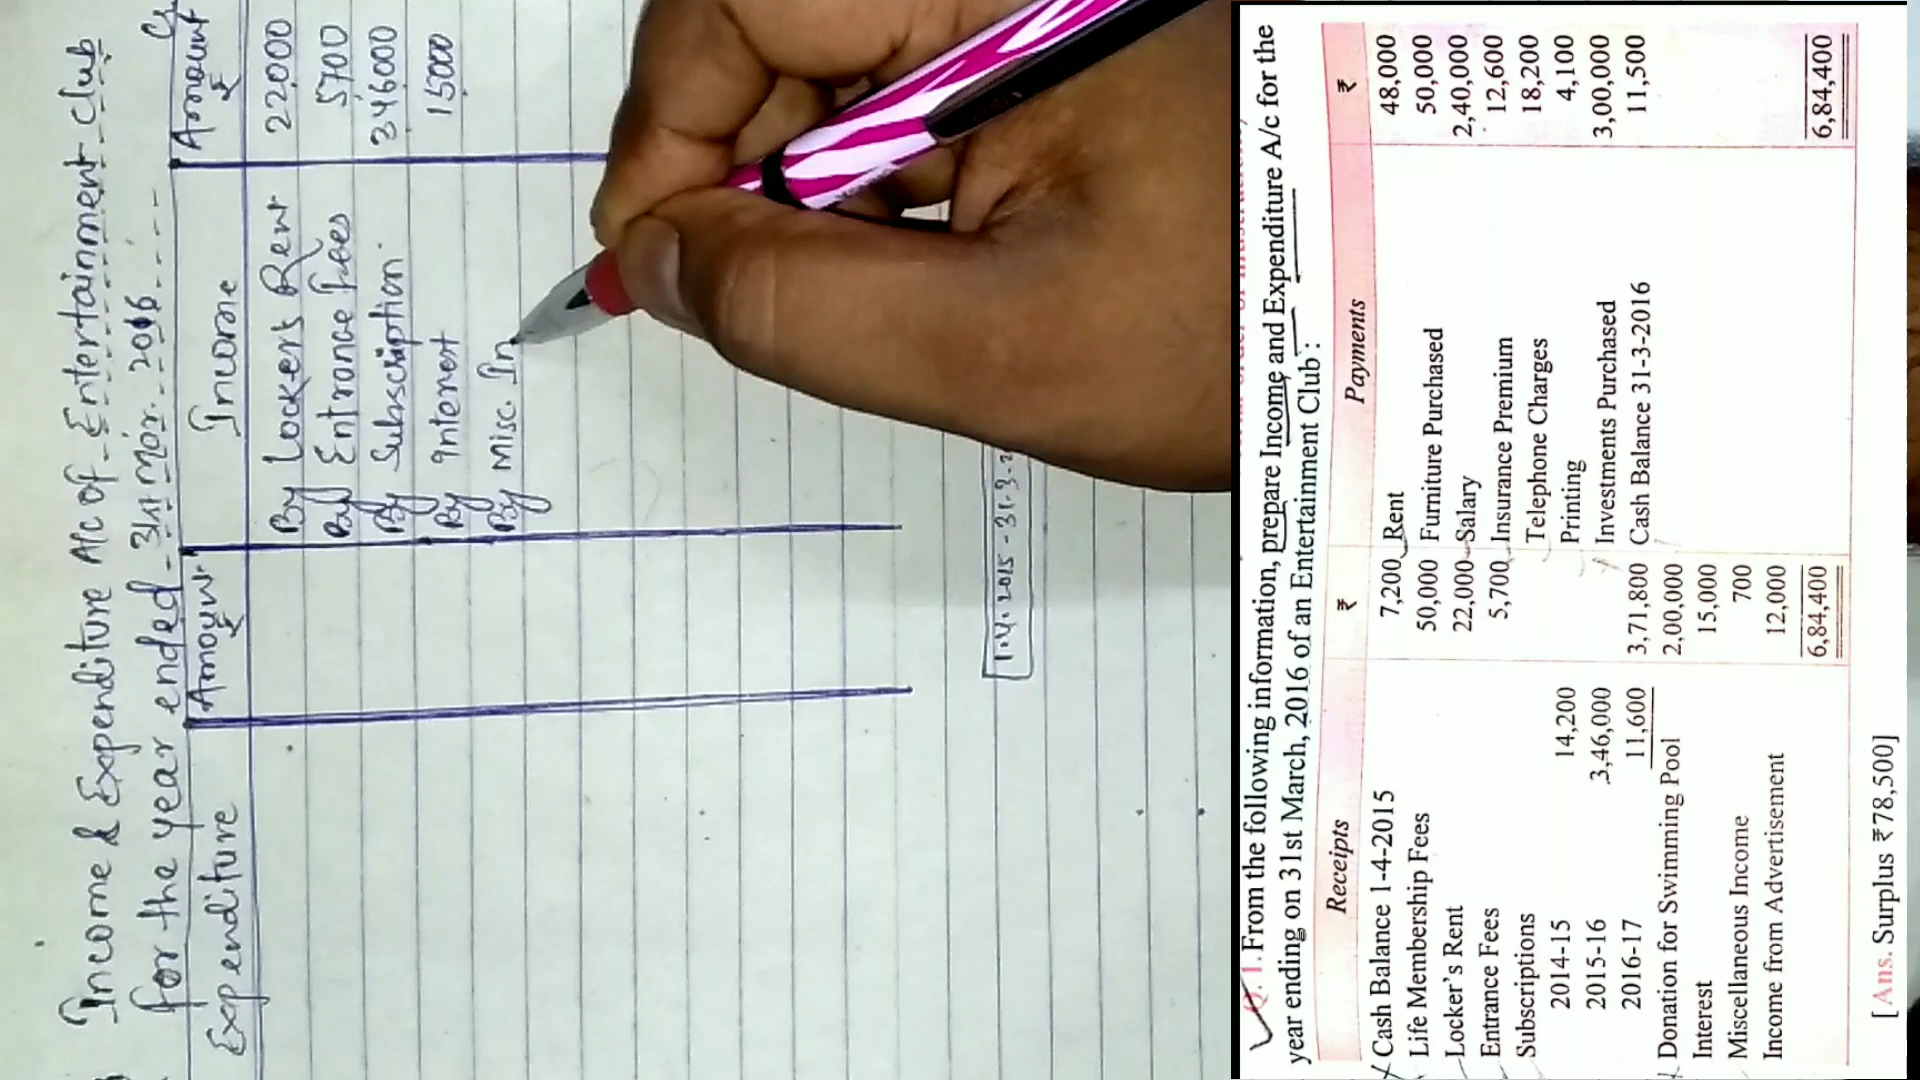 Income & Expenditure A/c of Entertainment Club
for the year ended 31st Mar. 2016
Expenditure Amount ₹ Income Amount ₹ Cr
By Locker's Rent 22,000
By Entrance Fees 5700
By Subscription 346,000
By Interest 15000
By Misc. In
1.4.2015 - 31.3.2
Q. 1. From the following information, prepare Income and Expenditure A/c for the
year ending on 31st March, 2016 of an Entertainment Club :
Receipts ₹ Payments ₹
Cash Balance 1-4-2015 7,200 Rent 48,000
Life Membership Fees 50,000 Furniture Purchased 50,000
Locker's Rent 22,000 Salary 2,40,000
Entrance Fees 5,700 Insurance Premium 12,600
Subscriptions Telephone Charges 18,200
2014-15 14,200 Printing 4,100
2015-16 3,46,000 Investments Purchased 3,00,000
2016-17 11,600 3,71,800 Cash Balance 31-3-2016 11,500
Donation for Swimming Pool 2,00,000
Interest 15,000
Miscellaneous Income 700
Income from Advertisement 12,000
6,84,400 6,84,400
[Ans. Surplus ₹78,500]